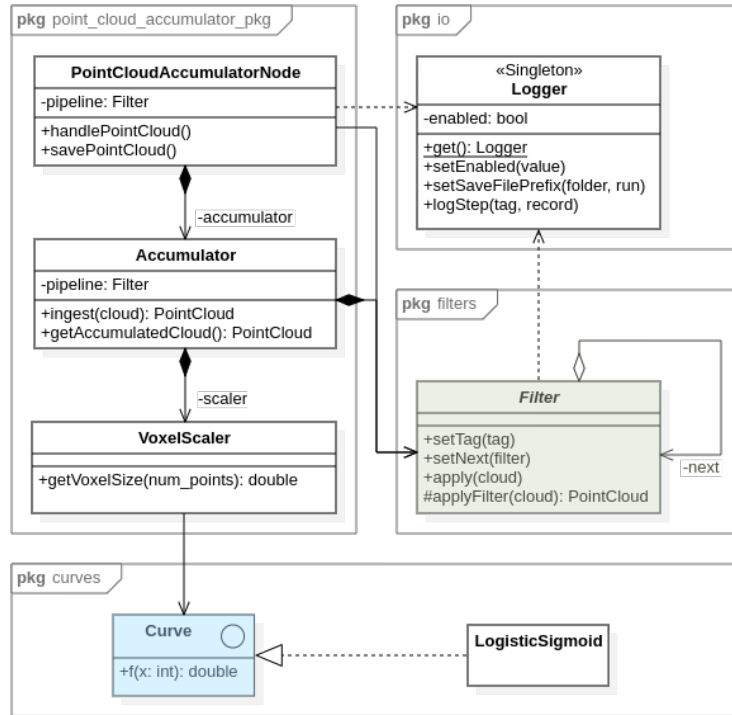 pkg point_cloud_accumulator_pkg
PointCloudAccumulatorNode
-pipeline: Filter
+handlePointCloud()
+savePointCloud()
-accumulator
Accumulator
-pipeline: Filter
+ingest(cloud): PointCloud
+getAccumulatedCloud(): PointCloud
-scaler
VoxelScaler
+getVoxelSize(num_points): double
pkg io
«Singleton»
Logger
-enabled: bool
+get(): Logger
+setEnabled(value)
+setSaveFilePrefix(folder, run)
+logStep(tag, record)
pkg filters
Filter
+setTag(tag)
+setNext(filter)
+apply(cloud)
#applyFilter(cloud): PointCloud
-next
pkg curves
Curve
+f(x: int): double
LogisticSigmoid